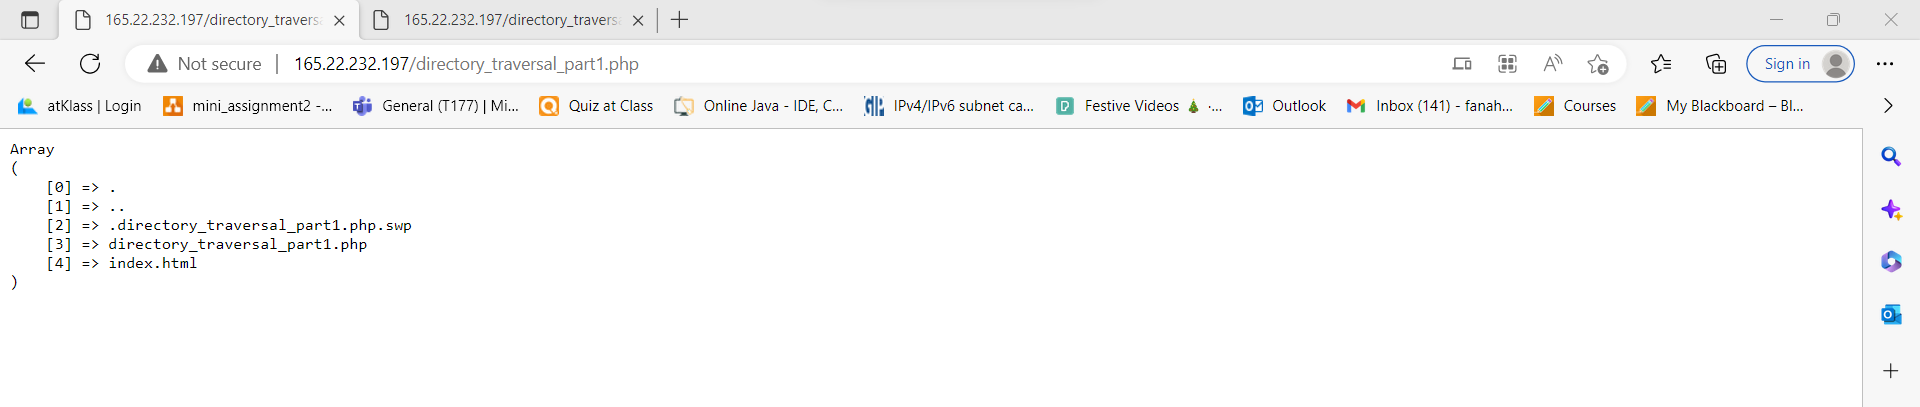 165.22.232.197/directory_travers
165.22.232.197/directory_travers
Not secure | 165.22.232.197/directory_traversal_part1.php
Sign in
atKlass | Login
mini_assignment2 -...
General (T177) | Mi...
Quiz at Class
Online Java - IDE, C...
IPv4/IPv6 subnet ca...
Festive Videos 🎄 ·...
Outlook
Inbox (141) - fanah...
Courses
My Blackboard – Bl...
Array
(
    [0] => .
    [1] => ..
    [2] => .directory_traversal_part1.php.swp
    [3] => directory_traversal_part1.php
    [4] => index.html
)